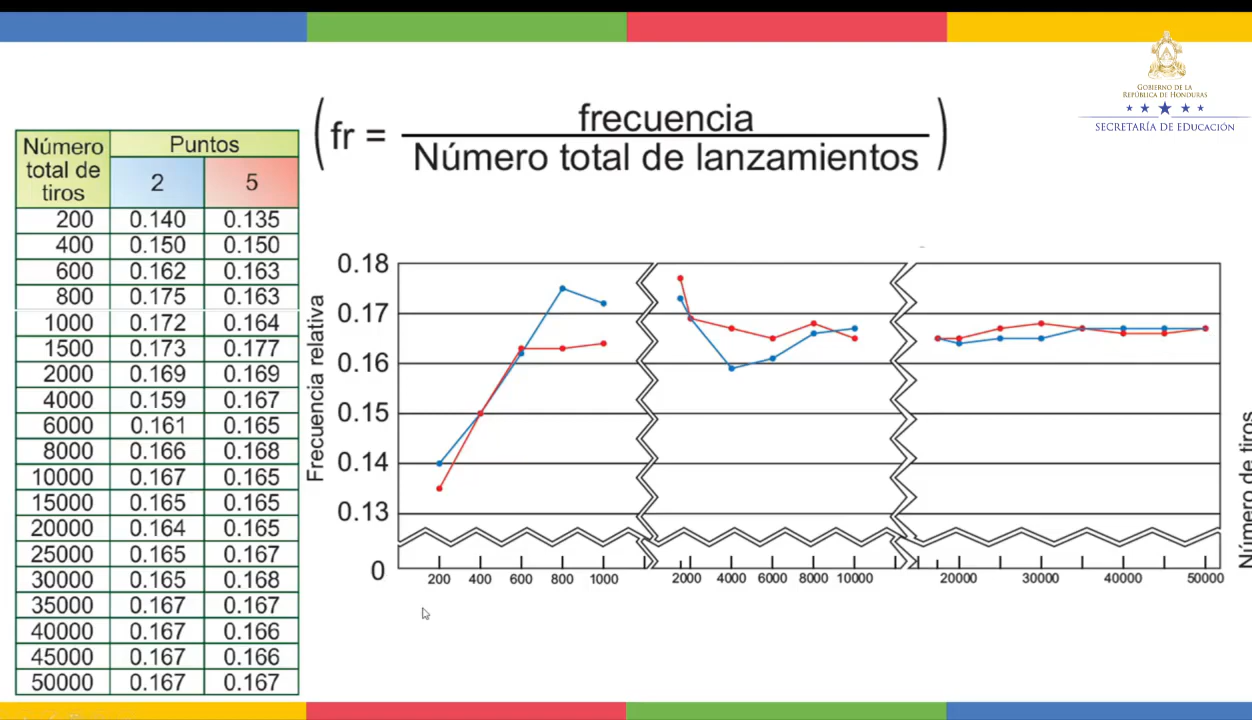 GOBIERNO DE LA
REPÚBLICA DE HONDURAS
SECRETARÍA DE EDUCACIÓN
(fr = frecuencia
Número total de lanzamientos)
Número total de tiros Puntos
2 5
200 0.140 0.135
400 0.150 0.150
600 0.162 0.163
800 0.175 0.163
1000 0.172 0.164
1500 0.173 0.177
2000 0.169 0.169
4000 0.159 0.167
6000 0.161 0.165
8000 0.166 0.168
10000 0.167 0.165
15000 0.165 0.165
20000 0.164 0.165
25000 0.165 0.167
30000 0.165 0.168
35000 0.167 0.167
40000 0.167 0.166
45000 0.167 0.166
50000 0.167 0.167
Frecuencia relativa
0.18
0.17
0.16
0.15
0.14
0.13
0
200 400 600 800 1000 2000 4000 6000 8000 10000 20000 30000 40000 50000
Número de tiros